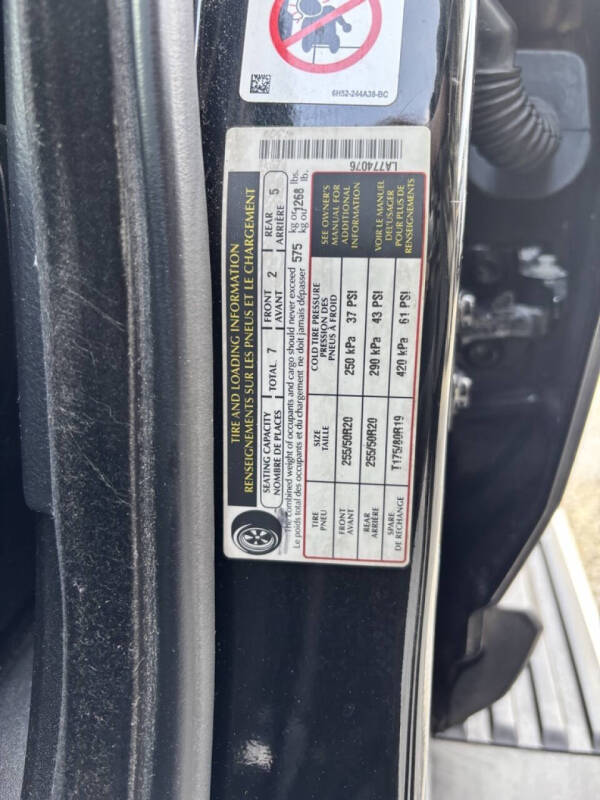 6H52-244A38-BC
LA774076
TIRE AND LOADING INFORMATION
RENSEIGNEMENTS SUR LES PNEUS ET LE CHARGEMENT
SEATING CAPACITY TOTAL 7 FRONT 2 REAR 5
NOMBRE DE PLACES AVANT ARRIÈRE
The combined weight of occupants and cargo should never exceed 575 kg or 1268 lbs.
Le poids total des occupants et du chargement ne doit jamais dépasser kg ou lb.
TIRE SIZE COLD TIRE PRESSURE
PNEU TAILLE PRESSION DES
PNEUS À FROID
FRONT 255/50R20 250 kPa 37 PSI
AVANT
REAR 255/50R20 290 kPa 43 PSI
ARRIÈRE
SPARE T175/80R19 420 kPa 61 PSI
DE RECHANGE
SEE OWNER'S
MANUAL FOR
ADDITIONAL
INFORMATION
VOIR LE MANUEL
DE L'USAGER
POUR PLUS DE
RENSEIGNEMENTS